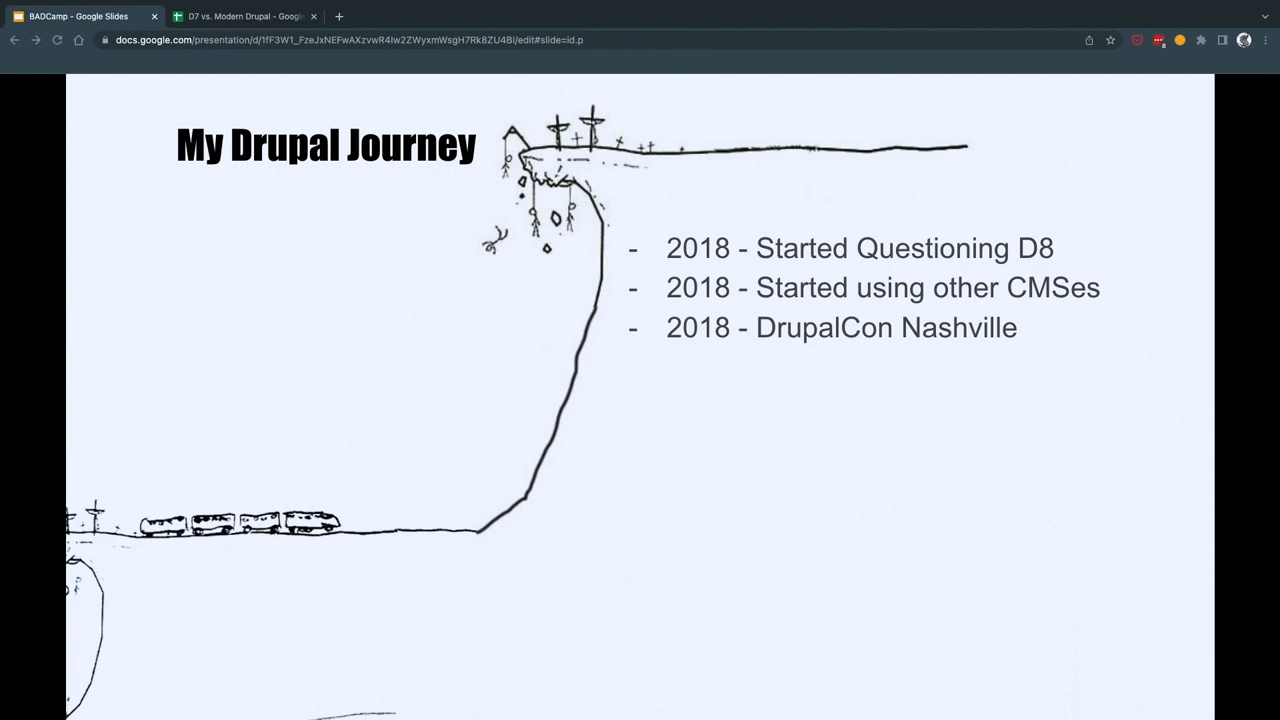 BADCamp - Google Slides
D7 vs. Modern Drupal - Google
docs.google.com/presentation/d/1fF3W1_FzeJxNEFwAXzvwR4Iw2ZWyxmWsgH7Rk8ZU4BI/edit#slide=id.p
My Drupal Journey
- 2018 - Started Questioning D8
- 2018 - Started using other CMSes
- 2018 - DrupalCon Nashville